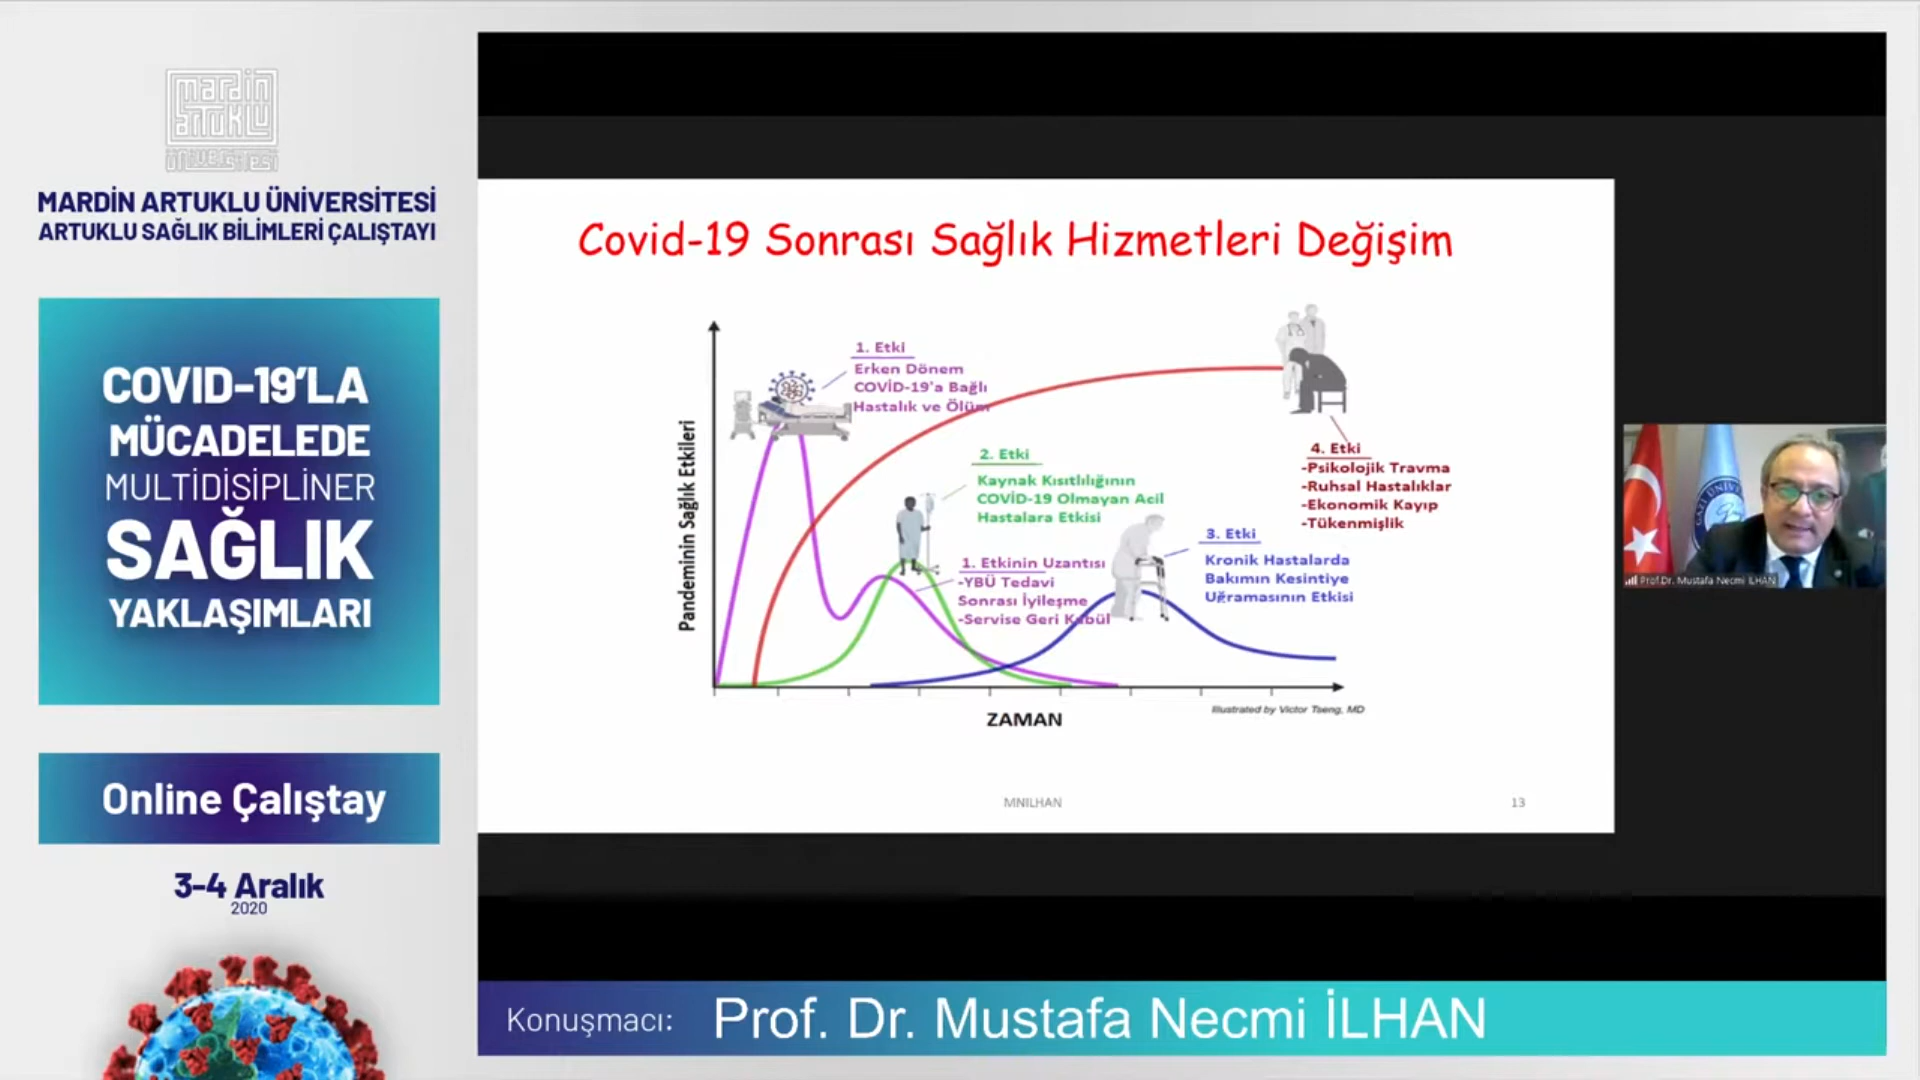 mardin
artuklu
üniversitesi
MARDİN ARTUKLU ÜNİVERSİTESİ
ARTUKLU SAĞLIK BİLİMLERİ ÇALIŞTAYI
COVID-19'LA
MÜCADELEDE
MULTİDİSİPLİNER
SAĞLIK
YAKLAŞIMLARI
Online Çalıştay
3-4 Aralık
2020
Covid-19 Sonrası Sağlık Hizmetleri Değişim
Pandeminin Sağlık Etkileri
1. Etki
Erken Dönem
COVİD-19'a Bağlı
Hastalık ve Ölüm
2. Etki
Kaynak Kısıtlılığının
COVİD-19 Olmayan Acil
Hastalara Etkisi
1. Etkinin Uzantısı
-YBÜ Tedavi
Sonrası İyileşme
-Servise Geri Kabül
3. Etki
Kronik Hastalarda
Bakımın Kesintiye
Uğramasının Etkisi
4. Etki
-Psikolojik Travma
-Ruhsal Hastalıklar
-Ekonomik Kayıp
-Tükenmişlik
ZAMAN
Illustrated by Victor Tseng, MD
MNILHAN
13
Prof.Dr. Mustafa Necmi İLHAN
Konuşmacı: Prof. Dr. Mustafa Necmi İLHAN